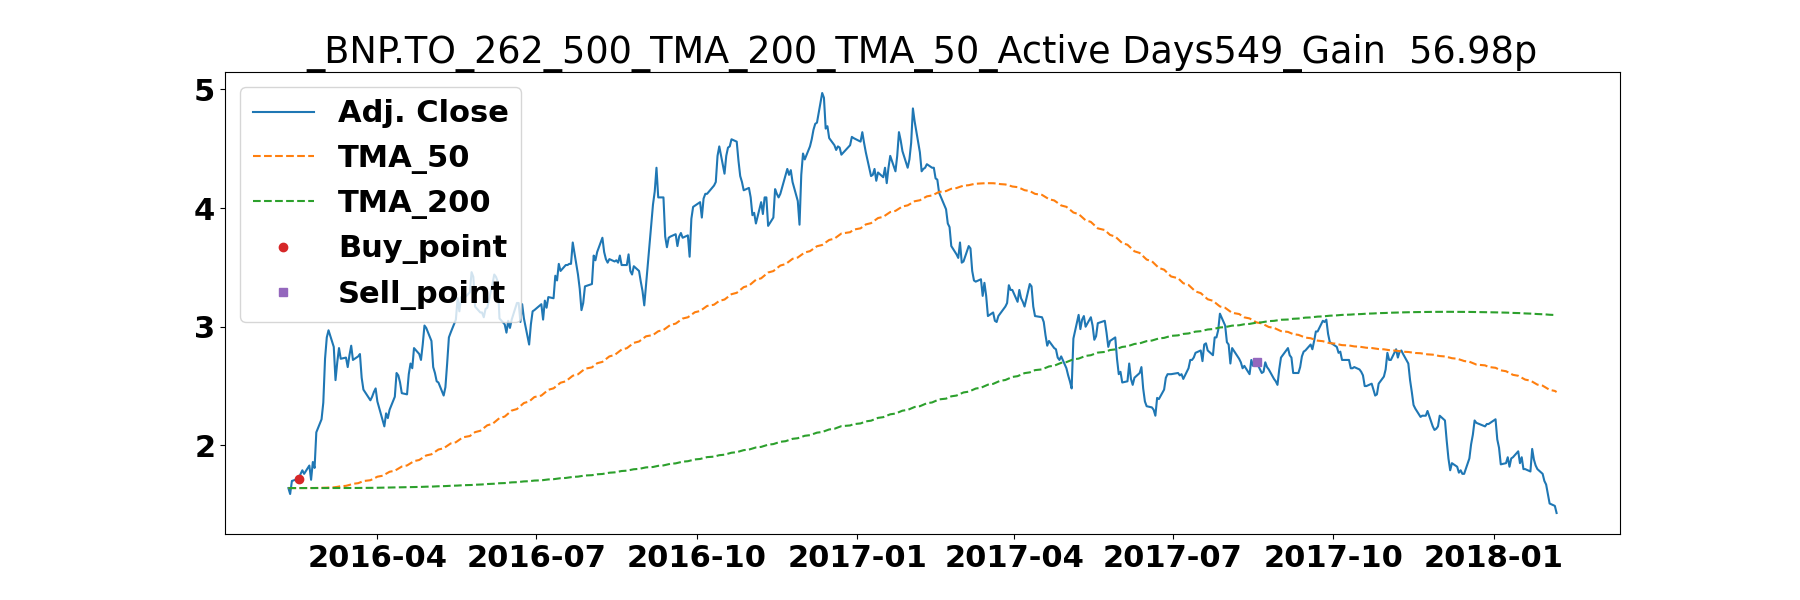 _BNP.TO_262_500_TMA_200_TMA_50_Active Days549_Gain  56.98p
5
4
3
2
Adj. Close
TMA_50
TMA_200
Buy_point
Sell_point
2016-04 2016-07 2016-10 2017-01 2017-04 2017-07 2017-10 2018-01